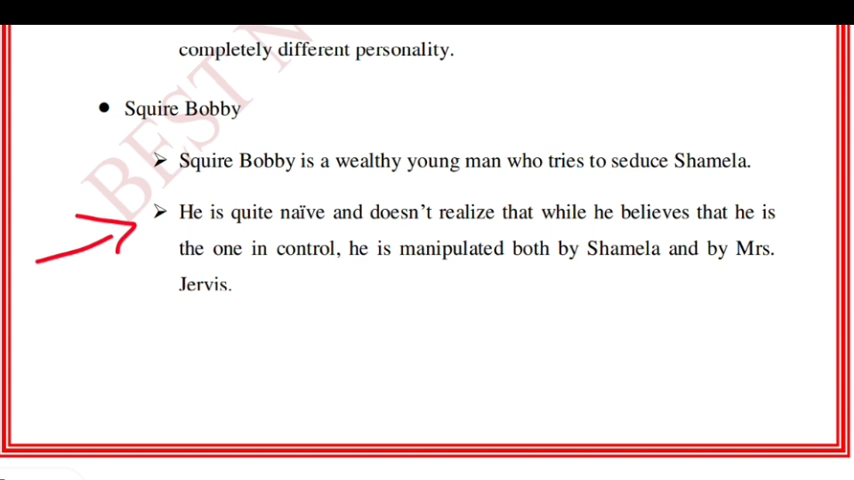 completely different personality.
● Squire Bobby
➢ Squire Bobby is a wealthy young man who tries to seduce Shamela.
➢ He is quite naïve and doesn’t realize that while he believes that he is
the one in control, he is manipulated both by Shamela and by Mrs.
Jervis.
BEST N